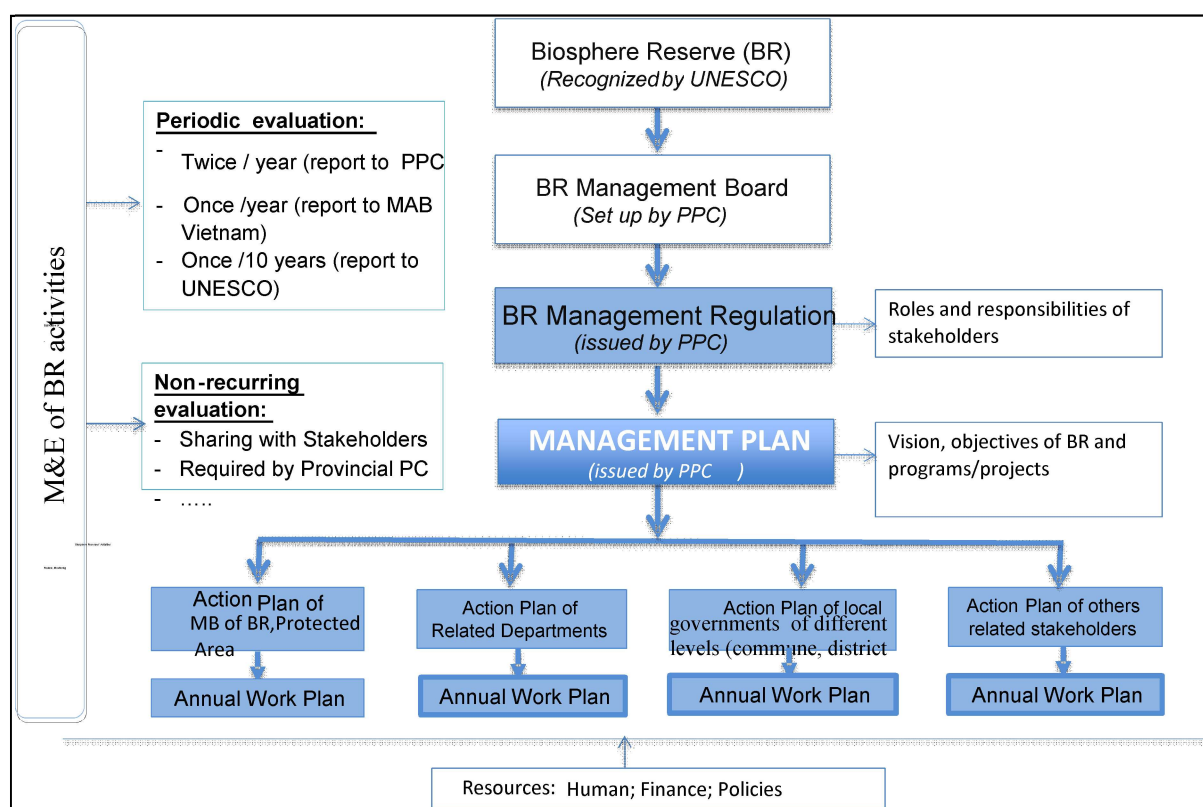 Biosphere Reserve (BR)
(Recognized by UNESCO)
Periodic evaluation:
- Twice / year (report to PPC
- Once /year (report to MAB
Vietnam)
- Once /10 years (report to
UNESCO)
BR Management Board
(Set up by PPC)
M&E of BR activities
BR Management Regulation
(issued by PPC)
Roles and responsibilities of
stakeholders
Non-recurring
evaluation:
- Sharing with Stakeholders
- Required by Provincial PC
- …..
MANAGEMENT PLAN
(issued by PPC )
Vision, objectives of BR and
programs/projects
Action Plan of
MB of BR,Protected
Area
Action Plan of
Related Departments
Action Plan of local
governments of different
levels (commune, district
Action Plan of others
related stakeholders
Annual Work Plan
Annual Work Plan
Annual Work Plan
Annual Work Plan
Resources: Human; Finance; Policies